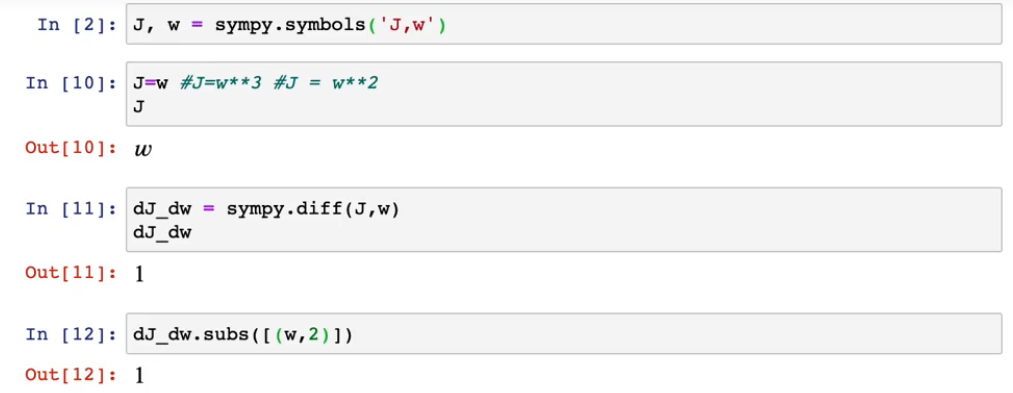 In [2]: J, w = sympy.symbols('J,w')
In [10]: J=w #J=w**3 #J = w**2
J
Out[10]: w
In [11]: dJ_dw = sympy.diff(J,w)
dJ_dw
Out[11]: 1
In [12]: dJ_dw.subs([(w,2)])
Out[12]: 1